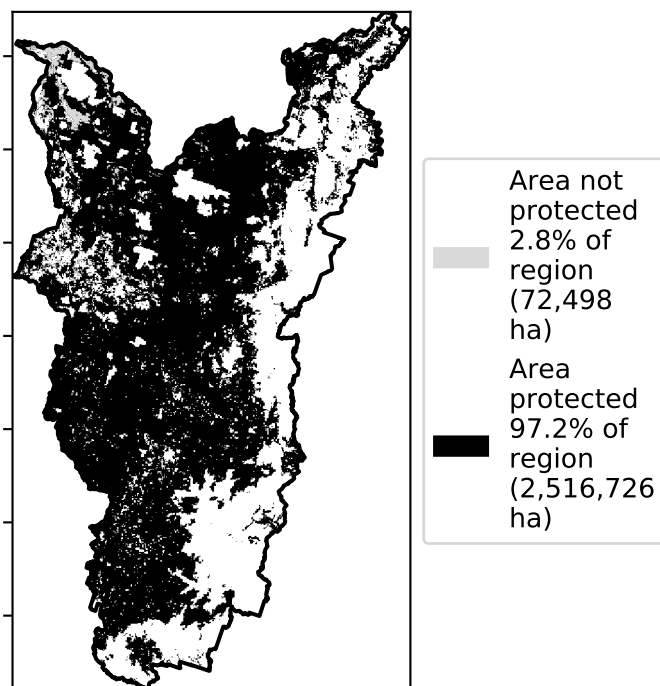 Area not
protected
2.8% of
region
(72,498
ha)
Area
protected
97.2% of
region
(2,516,726
ha)